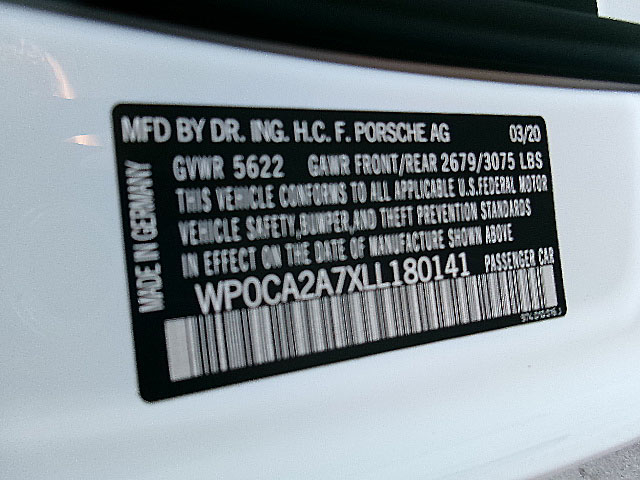 MFD BY DR. ING. H.C. F. PORSCHE AG 03/20
GVWR 5622 GAWR FRONT/REAR 2679/3075 LBS
THIS VEHICLE CONFORMS TO ALL APPLICABLE U.S.FEDERAL MOTOR
VEHICLE SAFETY,BUMPER,AND THEFT PREVENTION STANDARDS
IN EFFECT ON THE DATE OF MANUFACTURE SHOWN ABOVE
WP0CA2A7XLL180141 PASSENGER CAR
MADE IN GERMANY